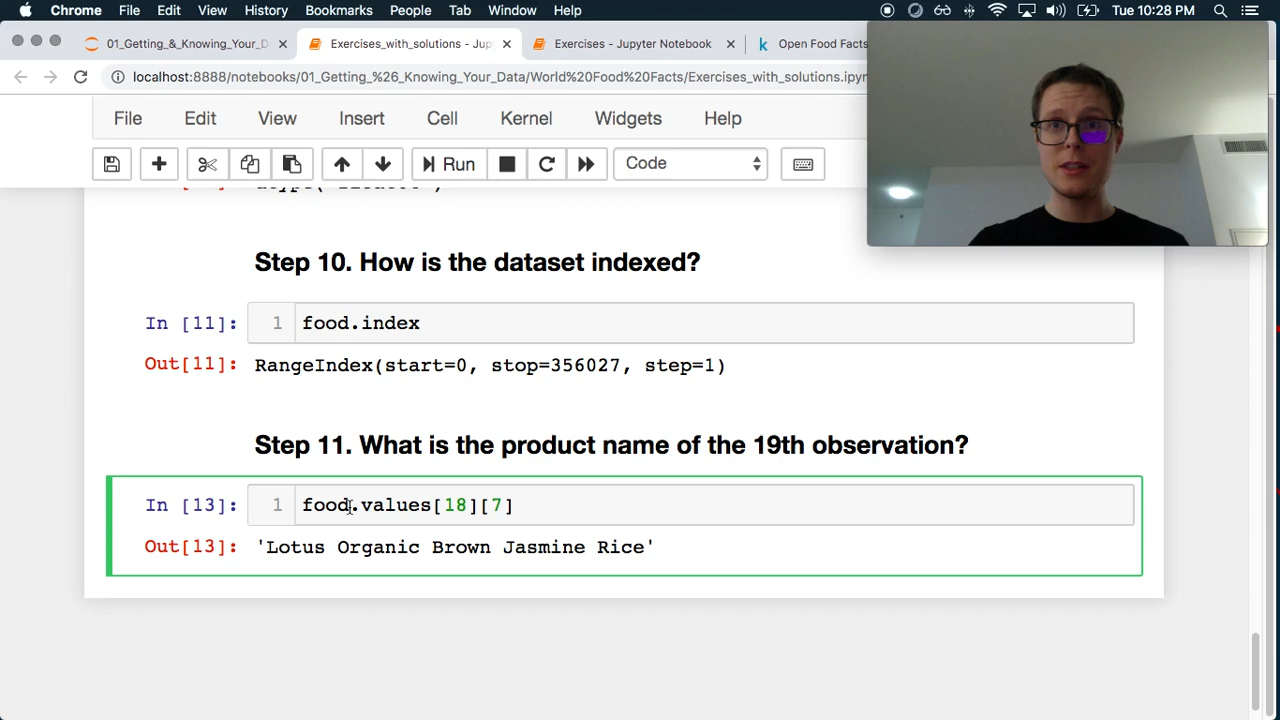 Chrome File Edit View History Bookmarks People Tab Window Help Tue 10:28 PM
01_Getting_&_Knowing_Your_D Exercises_with_solutions - Jup Exercises - Jupyter Notebook Open Food Facts
localhost:8888/notebooks/01_Getting_%26_Knowing_Your_Data/World%20Food%20Facts/Exercises_with_solutions.ipyn
File Edit View Insert Cell Kernel Widgets Help
Run Code
Step 10. How is the dataset indexed?
In [11]: 1 food.index
Out[11]: RangeIndex(start=0, stop=356027, step=1)
Step 11. What is the product name of the 19th observation?
In [13]: 1 food.values[18][7]
Out[13]: 'Lotus Organic Brown Jasmine Rice'